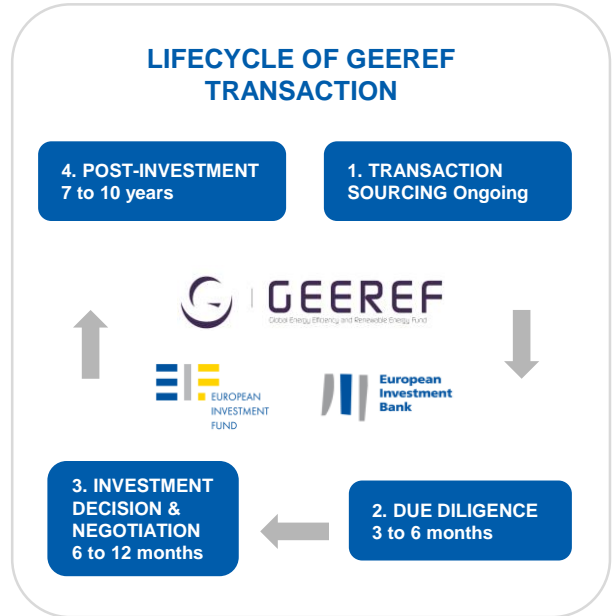 LIFECYCLE OF GEEREF
TRANSACTION
4. POST-INVESTMENT
7 to 10 years
1. TRANSACTION
SOURCING Ongoing
GEEREF
Global Energy Efficiency and Renewable Energy Fund
EIF
EUROPEAN
INVESTMENT
FUND
European
Investment
Bank
3. INVESTMENT
DECISION &
NEGOTIATION
6 to 12 months
2. DUE DILIGENCE
3 to 6 months